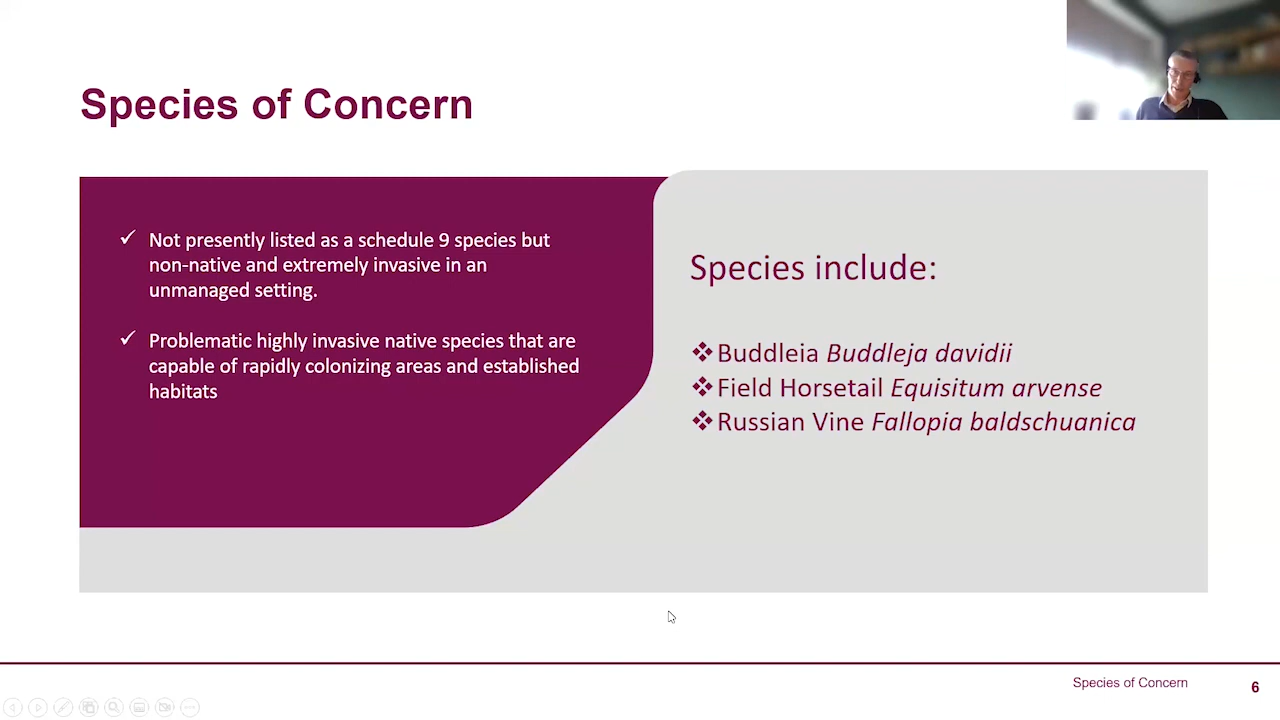 Species of Concern
✓ Not presently listed as a schedule 9 species but
non-native and extremely invasive in an
unmanaged setting.
✓ Problematic highly invasive native species that are
capable of rapidly colonizing areas and established
habitats
Species include:
❖Buddleia Buddleja davidii
❖Field Horsetail Equisitum arvense
❖Russian Vine Fallopia baldschuanica
Species of Concern
6